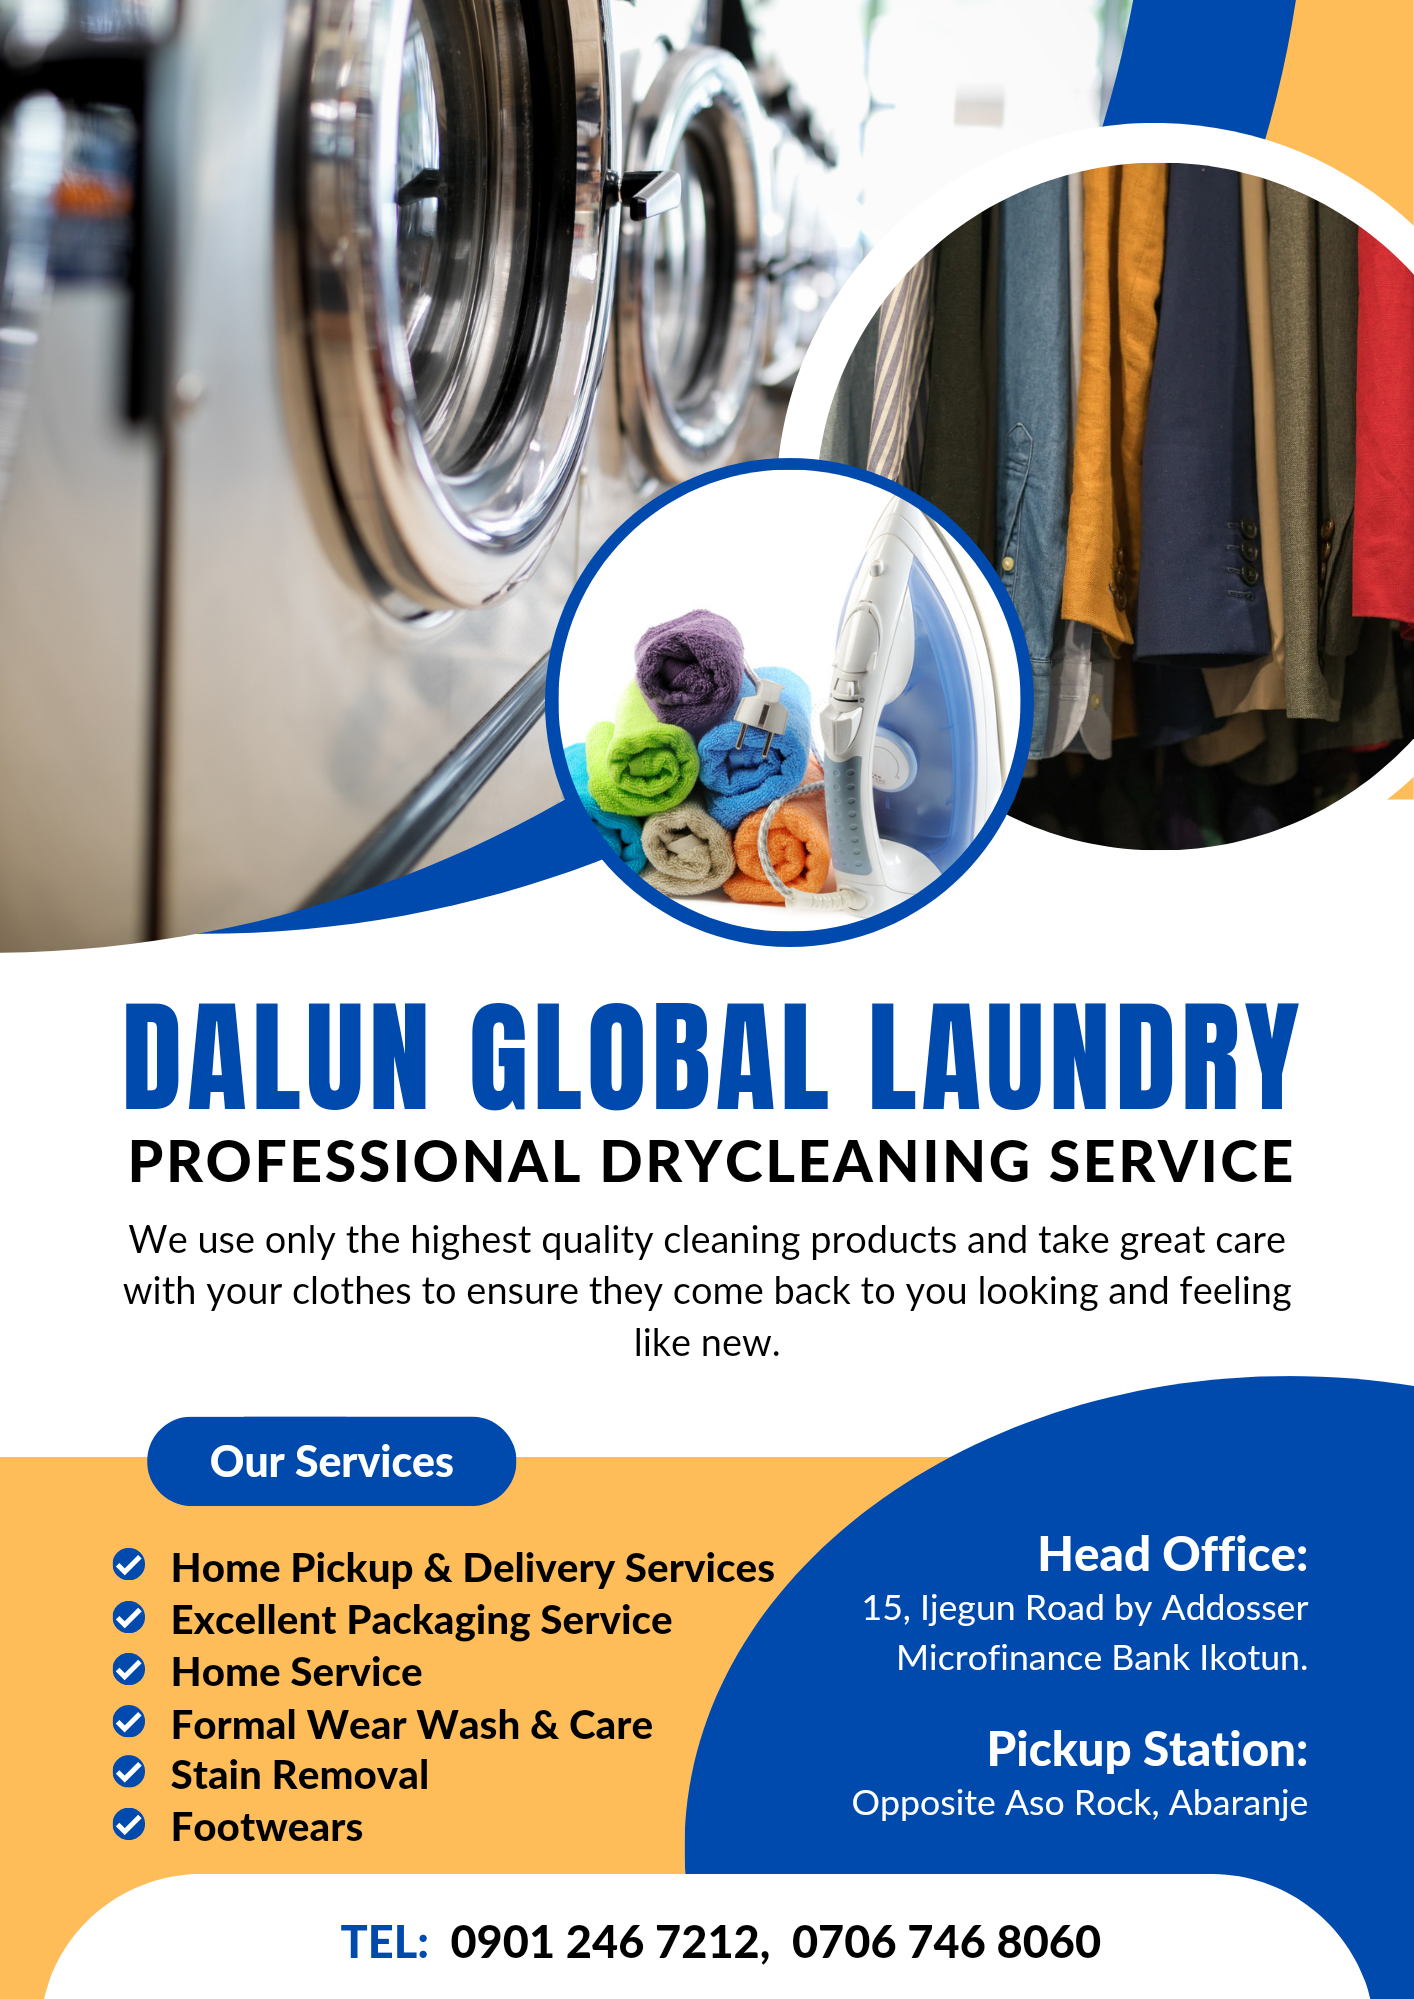 DALUN GLOBAL LAUNDRY
PROFESSIONAL DRYCLEANING SERVICE
We use only the highest quality cleaning products and take great care
with your clothes to ensure they come back to you looking and feeling
like new.
Our Services
Home Pickup & Delivery Services
Excellent Packaging Service
Home Service
Formal Wear Wash & Care
Stain Removal
Footwears
Head Office:
15, Ijegun Road by Addosser
Microfinance Bank Ikotun.
Pickup Station:
Opposite Aso Rock, Abaranje
TEL: 0901 246 7212, 0706 746 8060